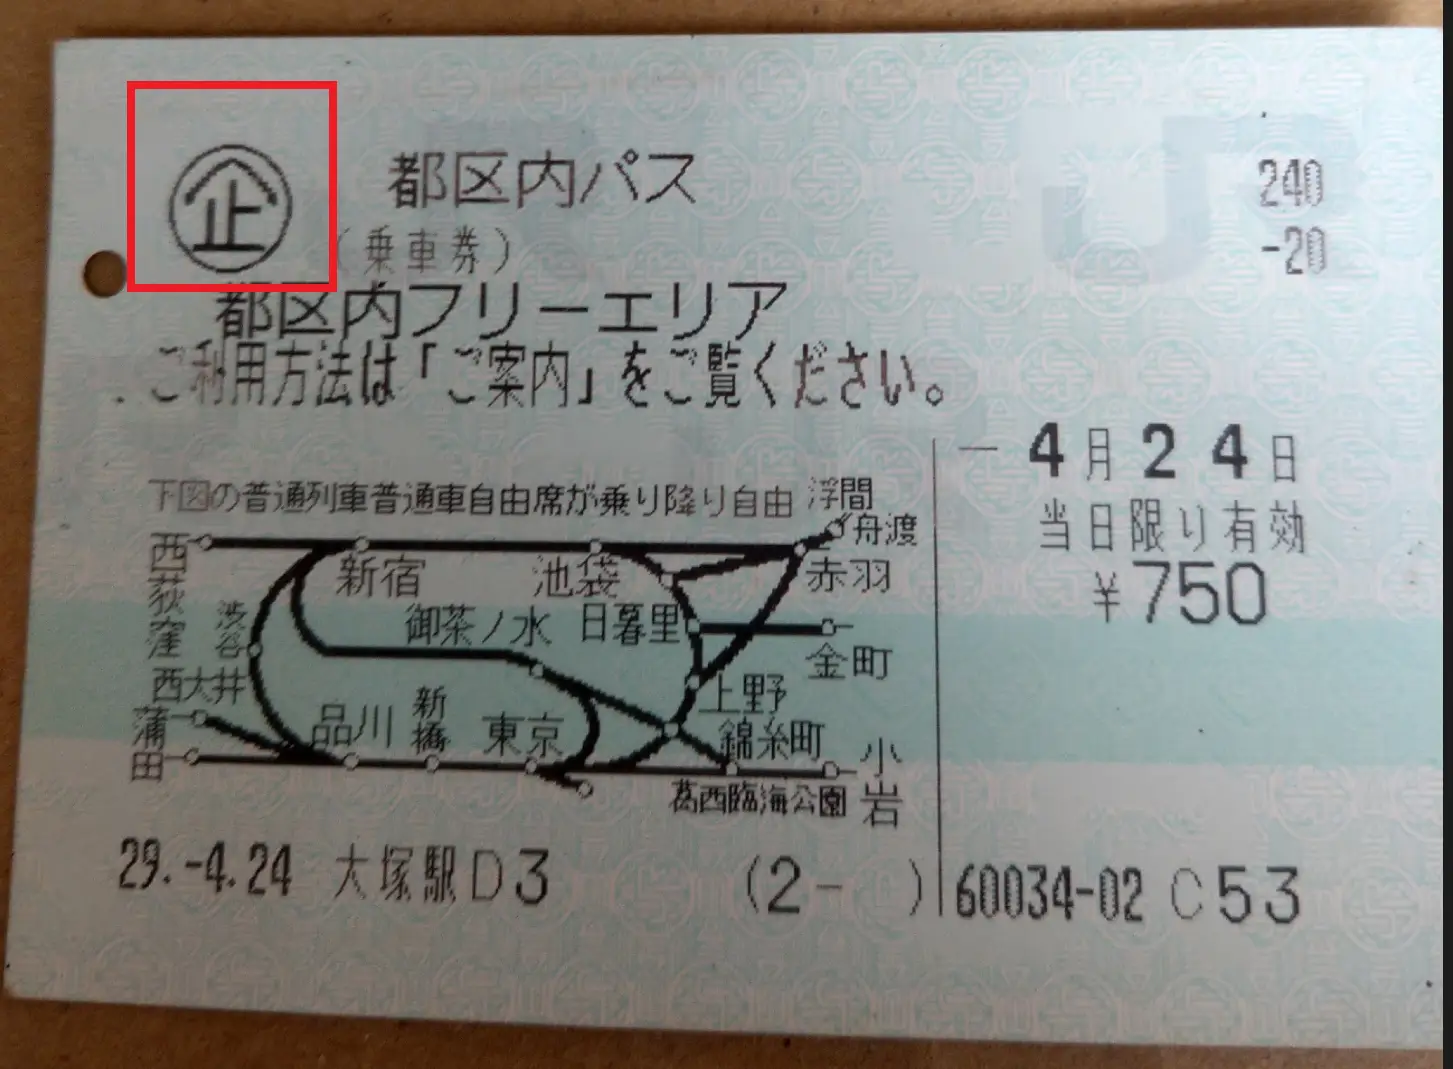 ㊭ 都区内パス 240
(乗車券) -20
都区内フリーエリア
ご利用方法は「ご案内」をご覧ください。
- 4月24日
当日限り有効
¥750
下図の普通列車普通車自由席が乗り降り自由
浮間舟渡
西荻窪
新宿
池袋
赤羽
渋谷
御茶ノ水
日暮里
金町
西大井
上野
蒲田
品川
新橋
東京
錦糸町
小岩
葛西臨海公園
29.-4.24 大塚駅D3 (2- ) 60034-02 C53